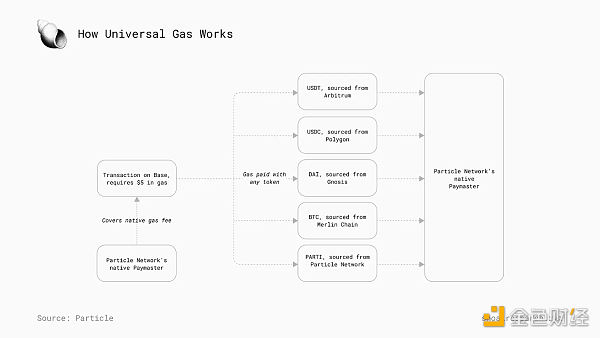 How Universal Gas Works
USDT, sourced from
Arbitrum
USDC, sourced from
Polygon
Transaction on Base,
requires $5 in gas
Gas paid with
any token
DAI, sourced from
Gnosis
Particle Network's
native
Paymaster
Covers native gas fee
BTC, sourced from
Merlin Chain
Particle Network's
native Paymaster
PARTI, sourced from
Particle Network
Source: Particle
金色财经